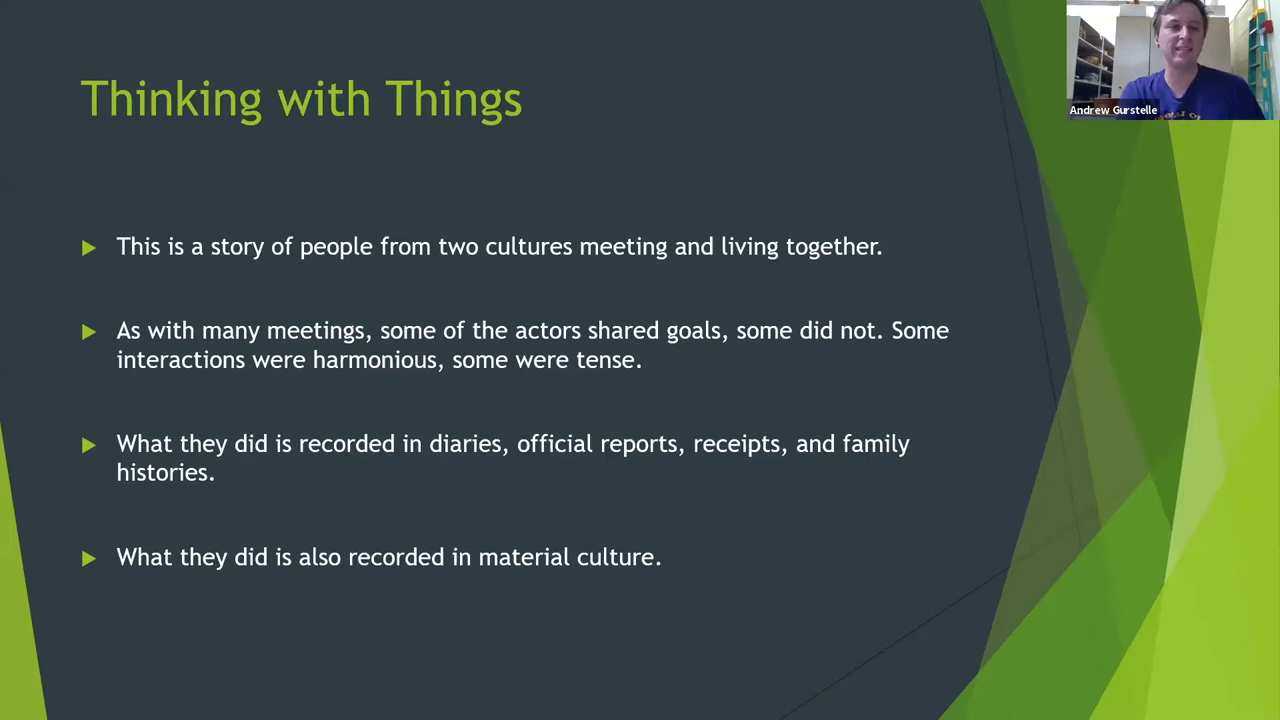 Thinking with Things
Andrew Gurstelle
This is a story of people from two cultures meeting and living together.
As with many meetings, some of the actors shared goals, some did not. Some
interactions were harmonious, some were tense.
What they did is recorded in diaries, official reports, receipts, and family
histories.
What they did is also recorded in material culture.